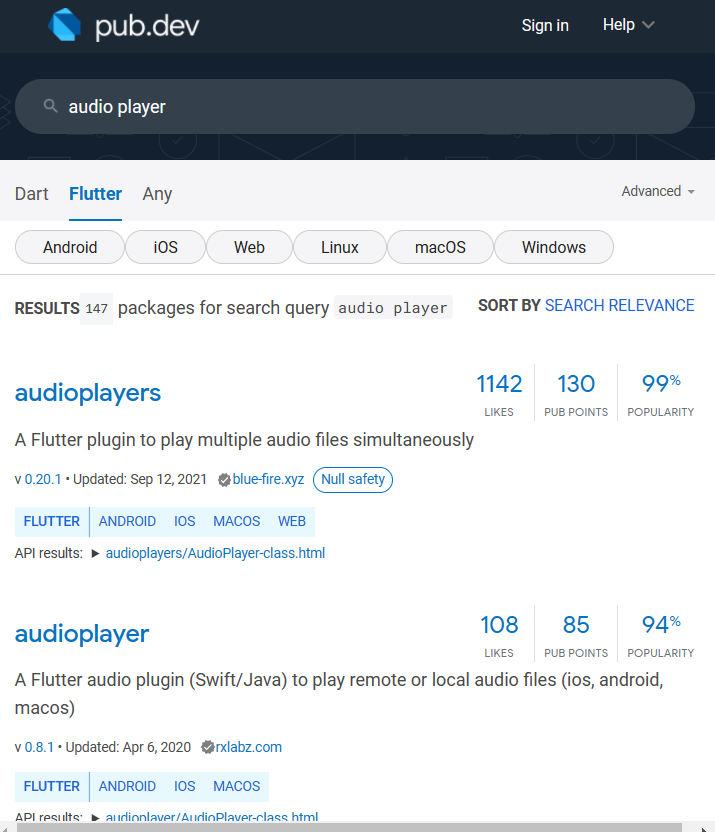 pub.dev
Sign in Help
audio player
Dart Flutter Any Advanced
Android iOS Web Linux macOS Windows
RESULTS 147 packages for search query audio player SORT BY SEARCH RELEVANCE
audioplayers
1142 130 99%
LIKES PUB POINTS POPULARITY
A Flutter plugin to play multiple audio files simultaneously
v 0.20.1 • Updated: Sep 12, 2021 blue-fire.xyz Null safety
FLUTTER ANDROID IOS MACOS WEB
API results: ▶ audioplayers/AudioPlayer-class.html
audioplayer
108 85 94%
LIKES PUB POINTS POPULARITY
A Flutter audio plugin (Swift/Java) to play remote or local audio files (ios, android,
macos)
v 0.8.1 • Updated: Apr 6, 2020 rxlabz.com
FLUTTER ANDROID IOS MACOS
API results: ▶ audioplayer/AudioPlayer-class.html